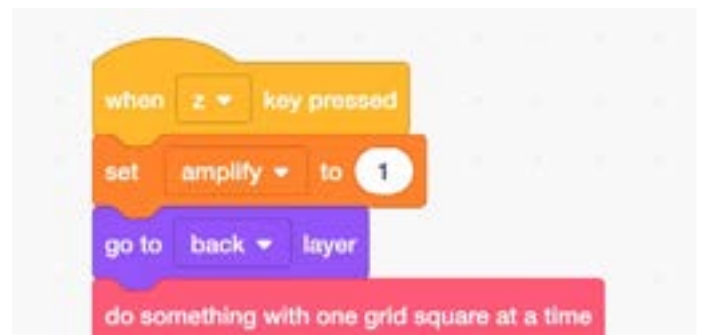 when z key pressed
set amplify to 1
go to back layer
do something with one grid square at a time